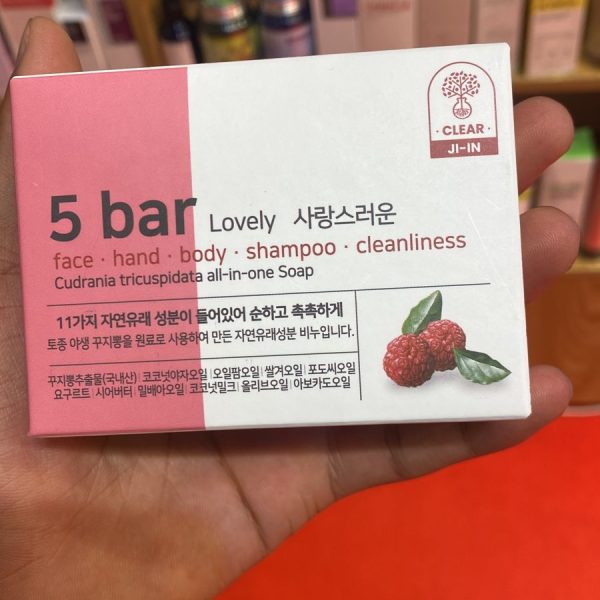 CLEAR
JI-IN
5 bar Lovely 사랑스러운
face · hand · body · shampoo · cleanliness
Cudrania tricuspidata all-in-one Soap
11가지 자연유래 성분이 들어있어 순하고 촉촉하게
토종 야생 꾸지뽕을 원료로 사용하여 만든 자연유래성분 비누입니다.
꾸지뽕추출물(국내산)|코코넛야자오일|오일팜오일|쌀겨오일|포도씨오일
요구르트|시어버터|밀배아오일|코코넛밀크|올리브오일|아보카도오일